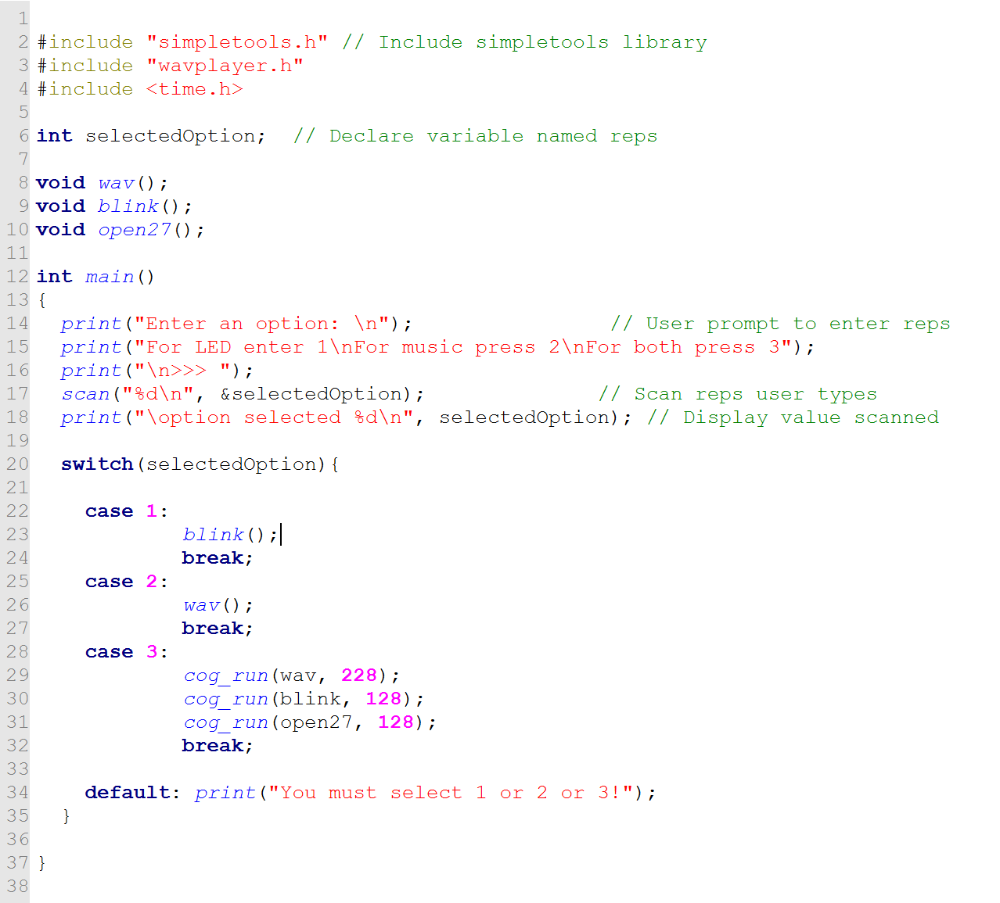 1
2 #include "simpletools.h" // Include simpletools library
3 #include "wavplayer.h"
4 #include <time.h>
5
6 int selectedOption;  // Declare variable named reps
7
8 void wav();
9 void blink();
10 void open27();
11
12 int main()
13 {
14   print("Enter an option: \n");                // User prompt to enter reps
15   print("For LED enter 1\nFor music press 2\nFor both press 3");
16   print("\n>>> ");
17   scan("%d\n", &selectedOption);              // Scan reps user types
18   print("\option selected %d\n", selectedOption); // Display value scanned
19
20   switch(selectedOption){
21
22     case 1:
23             blink();
24             break;
25     case 2:
26             wav();
27             break;
28     case 3:
29             cog_run(wav, 228);
30             cog_run(blink, 128);
31             cog_run(open27, 128);
32             break;
33
34     default: print("You must select 1 or 2 or 3!");
35   }
36
37 }
38